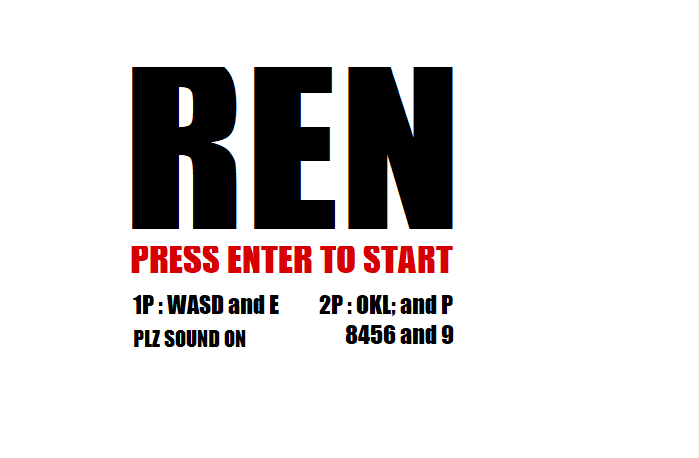 REN
PRESS ENTER TO START
1P : WASD and E 2P : OKL; and P
PLZ SOUND ON 8456 and 9